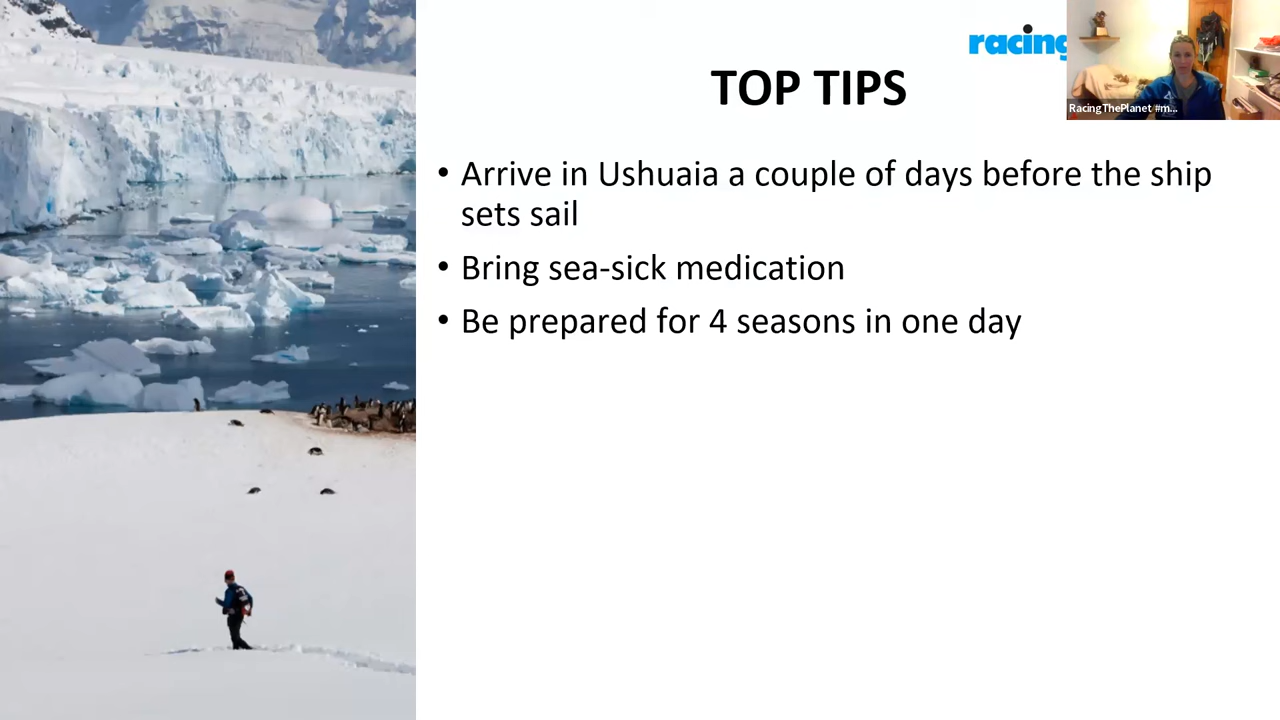 racing
TOP TIPS
RacingThePlanet #m...
• Arrive in Ushuaia a couple of days before the ship
sets sail
• Bring sea-sick medication
• Be prepared for 4 seasons in one day